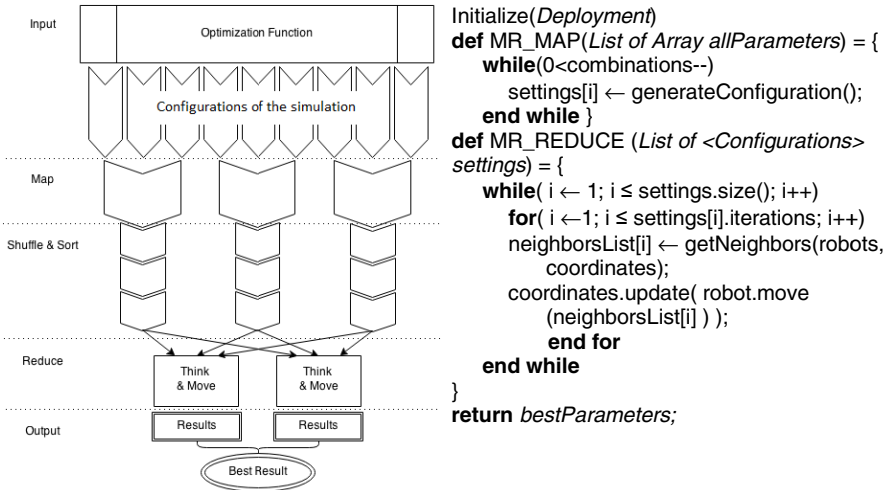 Input
Optimization Function
Configurations of the simulation
Map
Shuffle & Sort
Reduce
Think
& Move
Think
& Move
Output
Results
Results
Best Result
Initialize(Deployment)
def MR_MAP(List of Array allParameters) = {
while(0<combinations--)
settings[i] ← generateConfiguration();
end while }
def MR_REDUCE (List of <Configurations>
settings) = {
while( i ← 1; i ≤ settings.size(); i++)
for( i ←1; i ≤ settings[i].iterations; i++)
neighborsList[i] ← getNeighbors(robots,
coordinates);
coordinates.update( robot.move
(neighborsList[i] ) );
end for
end while
}
return bestParameters;